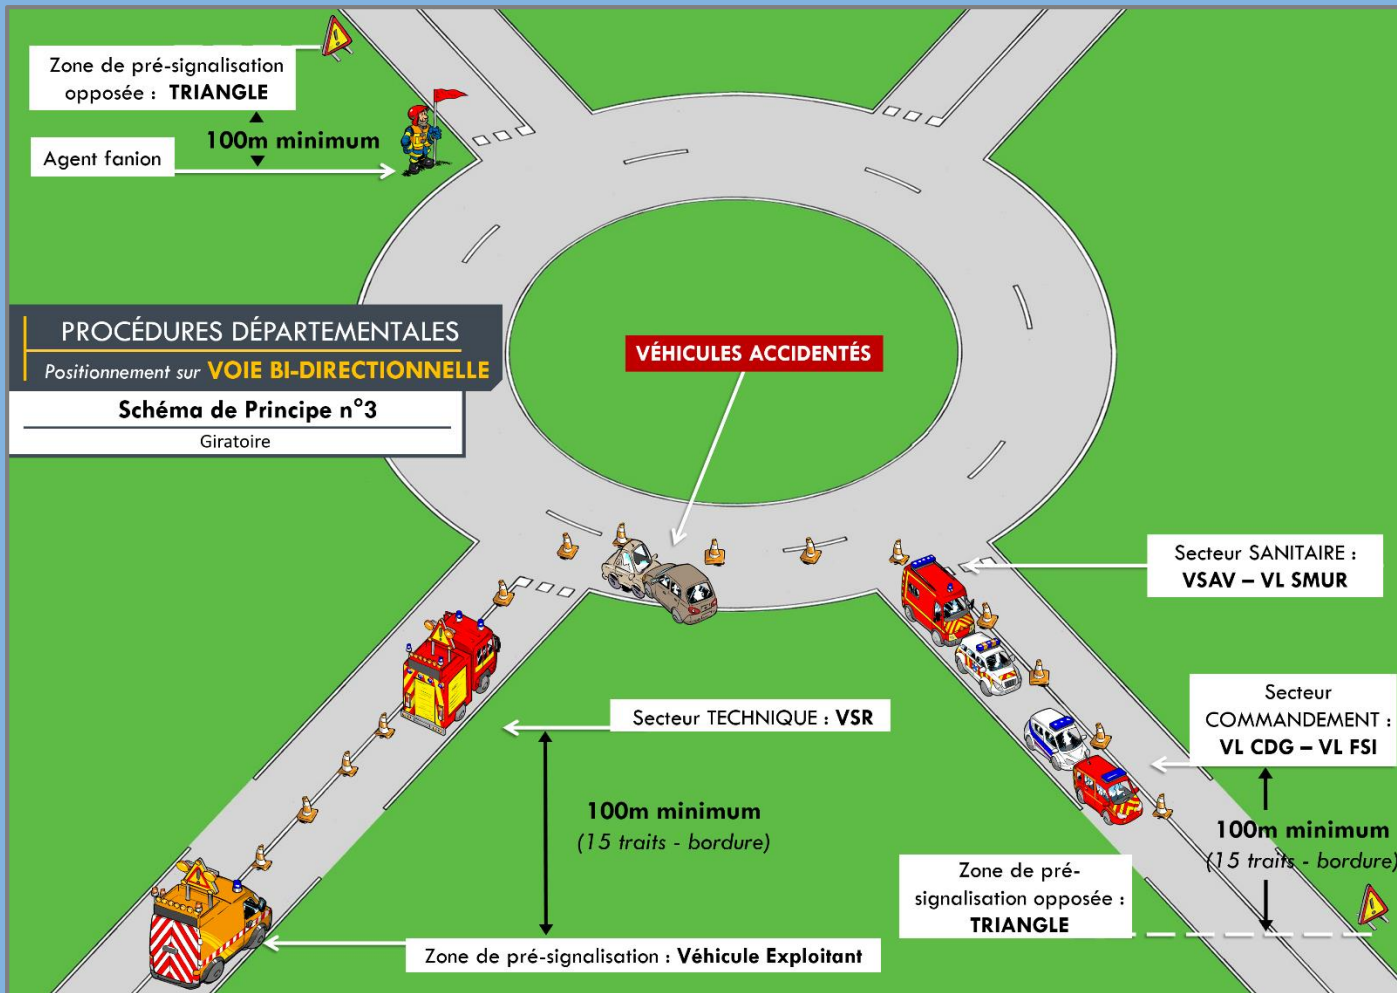 Zone de pré-signalisation
opposée : TRIANGLE
100m minimum
Agent fanion
PROCÉDURES DÉPARTEMENTALES
Positionnement sur VOIE BI-DIRECTIONNELLE
Schéma de Principe n°3
Giratoire
VÉHICULES ACCIDENTÉS
Secteur SANITAIRE :
VSAV – VL SMUR
Secteur TECHNIQUE : VSR
Secteur
COMMANDEMENT :
VL CDG – VL FSI
100m minimum
(15 traits - bordure)
100m minimum
(15 traits - bordure)
Zone de pré-
signalisation opposée :
TRIANGLE
Zone de pré-signalisation : Véhicule Exploitant